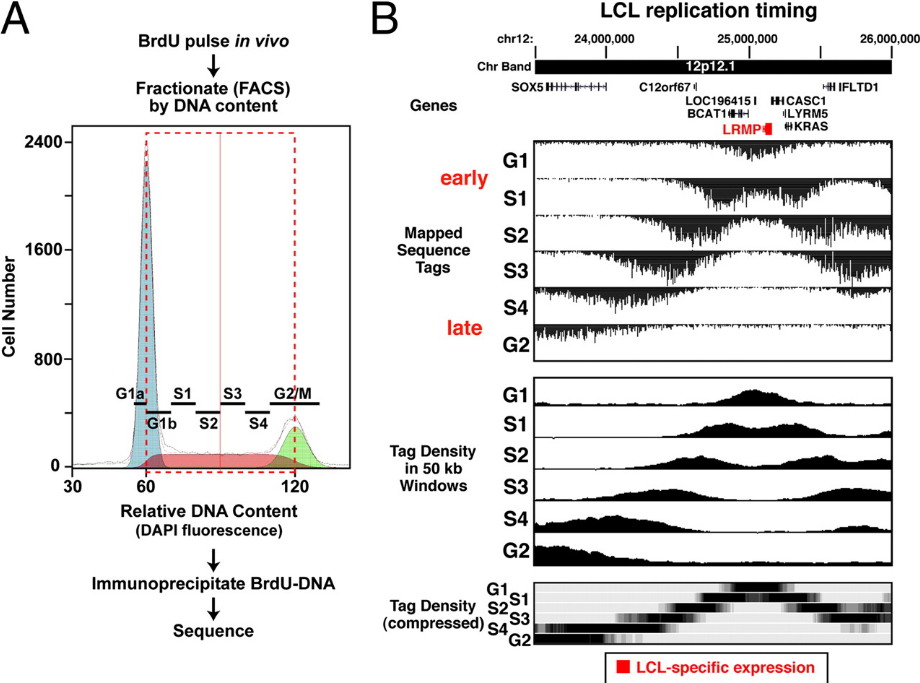 A
BrdU pulse in vivo
Fractionate (FACS)
by DNA content
2400
1600
800
0
Cell Number
G1a
S1
S3
G2/M
G1b
S2
S4
30
60
120
Relative DNA Content
(DAPI fluorescence)
Immunoprecipitate BrdU-DNA
Sequence
B
LCL replication timing
chr12:
24,000,000
25,000,000
26,000,000
Chr Band
12p12.1
Genes
SOX5
C12orf67
IFLTD1
LOC196415
CASC1
BCAT1
LYRM5
LRMP
KRAS
early
late
Mapped
Sequence
Tags
G1
S1
S2
S3
S4
G2
Tag Density
in 50 kb
Windows
G1
S1
S2
S3
S4
G2
Tag Density
(compressed)
G1
S1
S2
S3
S4
G2
LCL-specific expression